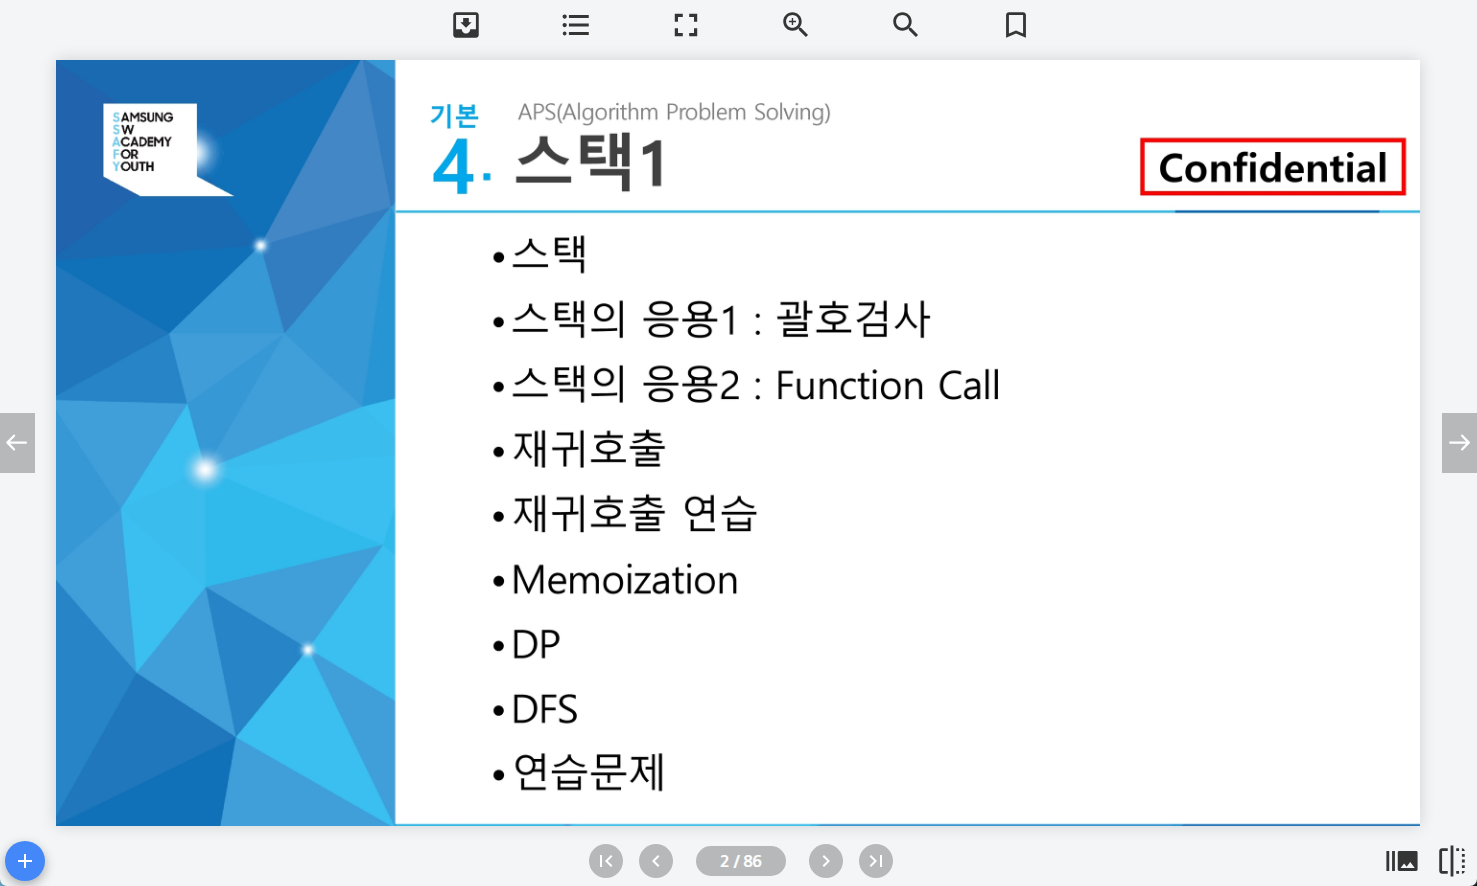 SAMSUNG
SW
ACADEMY
FOR
YOUTH
기본
APS(Algorithm Problem Solving)
4. 스택1
Confidential
•스택
•스택의 응용1 : 괄호검사
•스택의 응용2 : Function Call
•재귀호출
•재귀호출 연습
•Memoization
•DP
•DFS
•연습문제
2 / 86